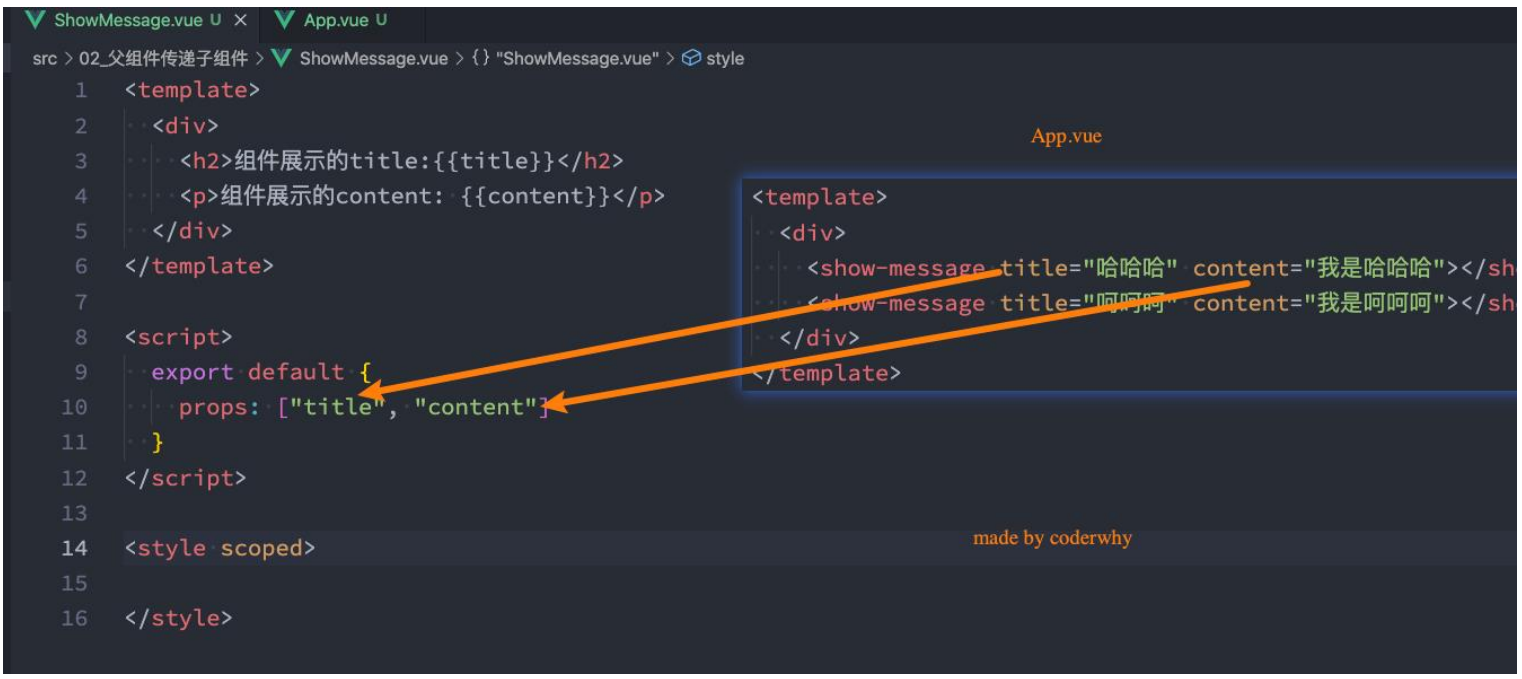 ShowMessage.vue U × App.vue U
src > 02_父组件传递子组件 > ShowMessage.vue > {} "ShowMessage.vue" > style
1 <template>
2 <div>
3 <h2>组件展示的title:{{title}}</h2>
4 <p>组件展示的content: {{content}}</p>
5 </div>
6 </template>
7
8 <script>
9 export default {
10 props: ["title", "content"]
11 }
12 </script>
13
14 <style scoped>
15
16 </style>
App.vue
<template>
<div>
<show-message title="哈哈哈" content="我是哈哈哈"></sh
<show-message title="呵呵呵" content="我是呵呵呵"></sh
</div>
</template>
made by coderwhy